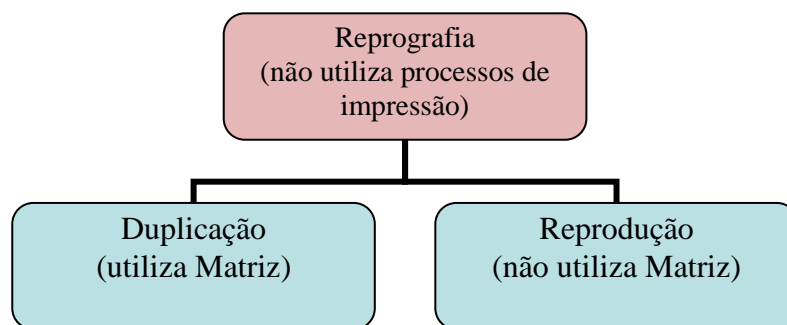 Reprografia
(não utiliza processos de
impressão)
Duplicação
(utiliza Matriz)
Reprodução
(não utiliza Matriz)